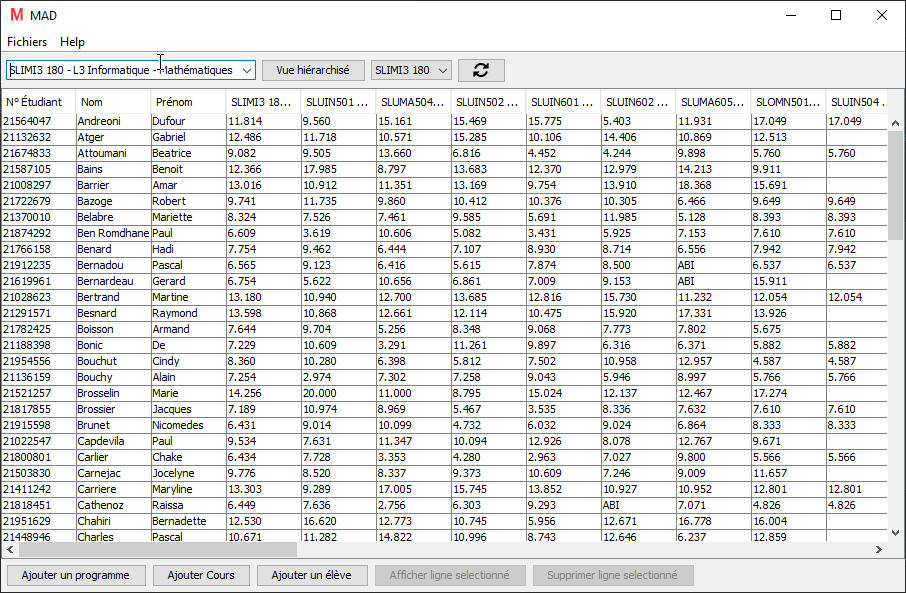 M MAD
Fichiers Help
SLIMI3 180 - L3 Informatique - Mathématiques Vue hiérarchisé SLIMI3 180
N° Étudiant Nom Prénom SLIMI3 18... SLUIN501 ... SLUMA504... SLUIN502 ... SLUIN601 ... SLUIN602 ... SLUMA605... SLOMN501... SLUIN504 .
21564047 Andreoni Dufour 11.814 9.560 15.161 15.469 15.775 5.403 11.931 17.049 17.049
21132632 Atger Gabriel 12.486 11.718 10.571 15.285 10.106 14.406 10.869 12.513
21674833 Attoumani Beatrice 9.082 9.505 13.660 6.816 4.452 4.244 9.898 5.760 5.760
21587105 Bains Benoit 12.366 17.985 8.797 13.683 12.370 12.979 14.213 9.911
21008297 Barrier Amar 13.016 10.912 11.351 13.169 9.754 13.910 18.368 15.691
21722679 Bazoge Robert 9.741 11.735 9.860 10.412 10.376 10.305 6.466 9.649 9.649
21370010 Belabre Mariette 8.324 7.526 7.461 9.585 5.691 11.985 5.128 8.393 8.393
21874292 Ben Romdhane Paul 6.609 3.619 10.606 5.082 3.431 5.925 7.153 7.610 7.610
21766158 Benard Hadi 7.754 9.462 6.444 7.107 8.930 8.714 6.556 7.942 7.942
21912235 Bernadou Pascal 6.565 9.123 6.416 5.615 7.874 8.500 ABI 6.537 6.537
21619961 Bernardeau Gerard 6.754 5.622 10.656 6.861 7.009 9.153 ABI 15.911
21028623 Bertrand Martine 13.180 10.940 12.700 13.685 12.816 15.730 11.232 12.054 12.054
21291571 Besnard Raymond 13.598 10.868 12.661 12.114 10.475 15.920 17.331 13.926
21782425 Boisson Armand 7.644 9.704 5.256 8.348 9.068 7.773 7.802 5.675
21188398 Bonic De 7.229 10.609 3.291 11.261 9.897 6.316 6.371 5.882 5.882
21954556 Bouchut Cindy 8.360 10.280 6.398 5.812 7.502 10.958 12.957 4.587 4.587
21136159 Bouchy Alain 7.254 2.974 7.302 7.258 9.043 5.946 8.997 5.766 5.766
21521257 Brosselin Marie 14.256 20.000 11.000 8.795 15.024 12.137 12.467 17.274
21817855 Brossier Jacques 7.189 10.974 8.969 5.467 3.535 8.336 7.632 7.610 7.610
21915598 Brunet Nicomedes 6.431 9.014 10.099 4.732 6.032 9.024 6.864 8.333 8.333
21022547 Capdevila Paul 9.534 7.631 11.347 10.094 12.926 8.078 12.767 9.671
21800801 Carlier Chake 6.434 7.728 3.353 4.280 2.963 7.027 9.800 5.566 5.566
21503830 Carnejac Jocelyne 9.776 8.520 8.337 9.373 10.609 7.246 9.009 11.657
21411242 Carriere Maryline 13.303 9.289 17.005 15.745 13.852 10.927 10.952 12.801 12.801
21818451 Cathenoz Raissa 6.449 7.636 2.756 6.303 9.293 ABI 7.071 4.826 4.826
21951629 Chahiri Bernadette 12.530 16.620 12.773 10.745 5.956 12.671 16.778 16.004
21448946 Charles Pascal 10.671 11.282 14.822 10.996 8.743 12.646 6.237 12.859
Ajouter un programme Ajouter Cours Ajouter un élève Afficher ligne selectionné Supprimer ligne selectionné